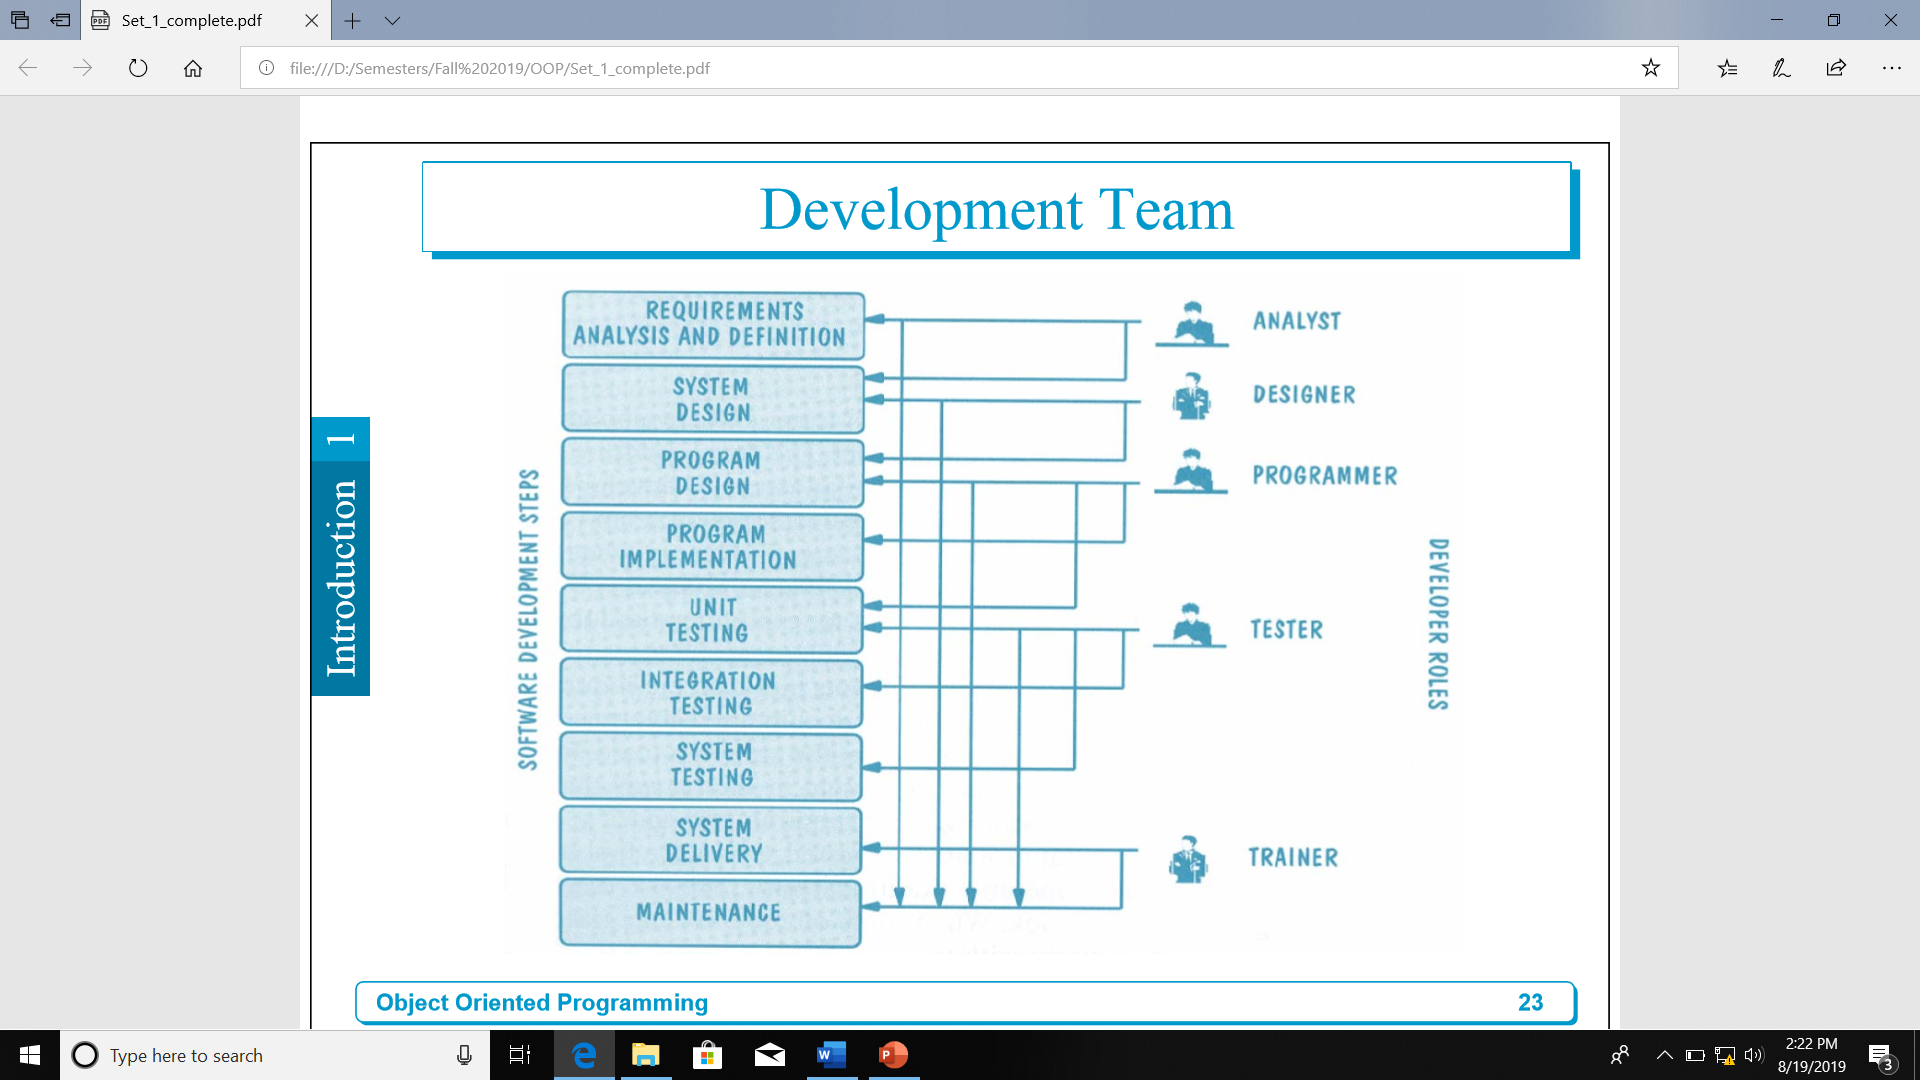 Set_1_complete.pdf
file:///D:/Semesters/Fall%202019/OOP/Set_1_complete.pdf
Development Team
Introduction 1
SOFTWARE DEVELOPMENT STEPS
REQUIREMENTS
ANALYSIS AND DEFINITION
SYSTEM
DESIGN
PROGRAM
DESIGN
PROGRAM
IMPLEMENTATION
UNIT
TESTING
INTEGRATION
TESTING
SYSTEM
TESTING
SYSTEM
DELIVERY
MAINTENANCE
ANALYST
DESIGNER
PROGRAMMER
TESTER
TRAINER
DEVELOPER ROLES
Object Oriented Programming 23
Type here to search
2:22 PM
8/19/2019
3